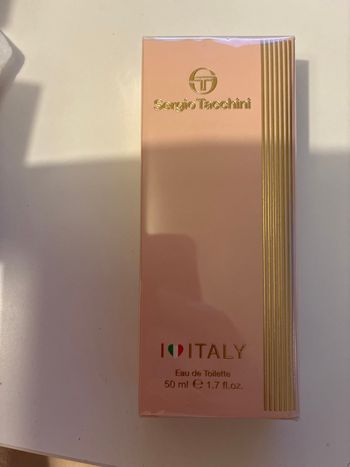 Sergio Tacchini
I ITALY
Eau de Toilette
50 ml ℮ 1.7 fl.oz.